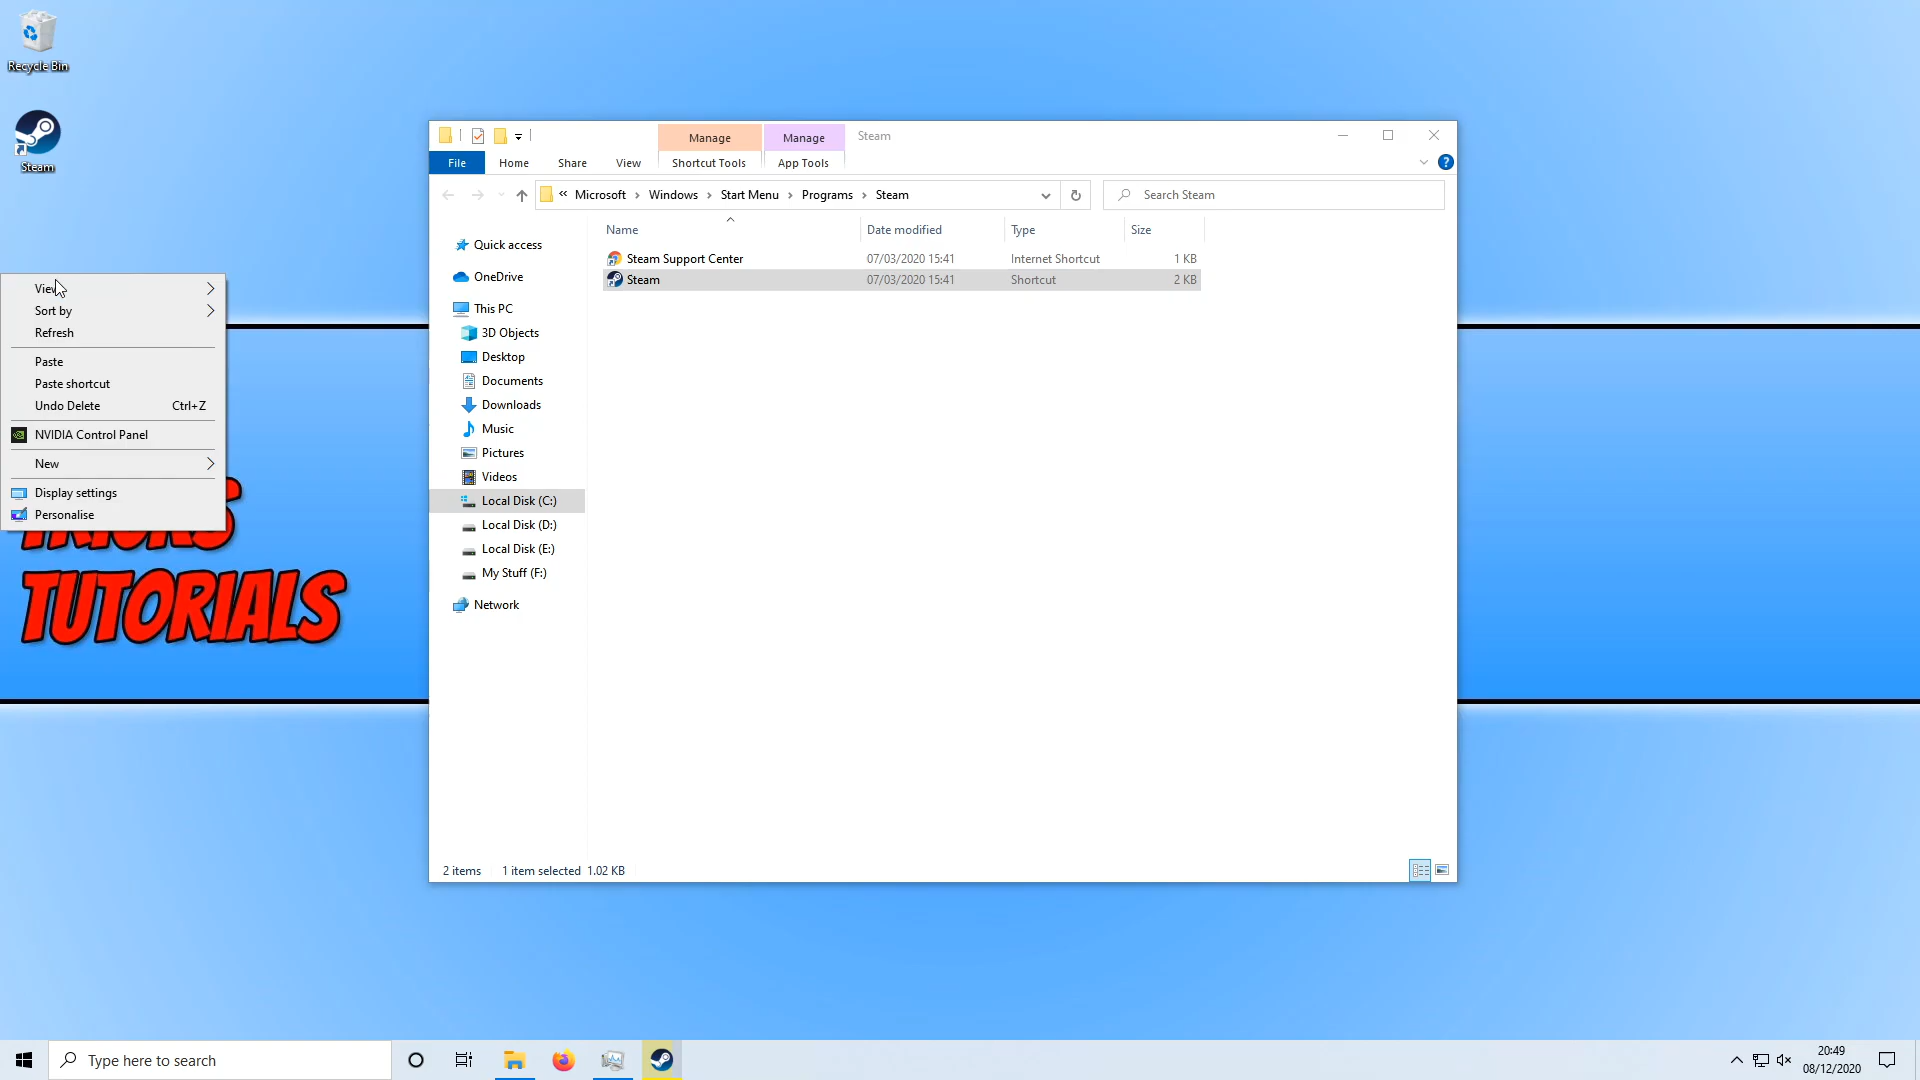 Recycle Bin
Steam
Manage
Manage
Steam
File
Home
Share
View
Shortcut Tools
App Tools
« Microsoft > Windows > Start Menu > Programs > Steam
Search Steam
Name
Date modified
Type
Size
Steam Support Center 07/03/2020 15:41 Internet Shortcut 1 KB
Steam 07/03/2020 15:41 Shortcut 2 KB
Quick access
OneDrive
This PC
3D Objects
Desktop
Documents
Downloads
Music
Pictures
Videos
Local Disk (C:)
Local Disk (D:)
Local Disk (E:)
My Stuff (F:)
Network
2 items 1 item selected 1.02 KB
View
Sort by
Refresh
Paste
Paste shortcut
Undo Delete Ctrl+Z
NVIDIA Control Panel
New
Display settings
Personalise
TUTORIALS
Type here to search
20:49
08/12/2020